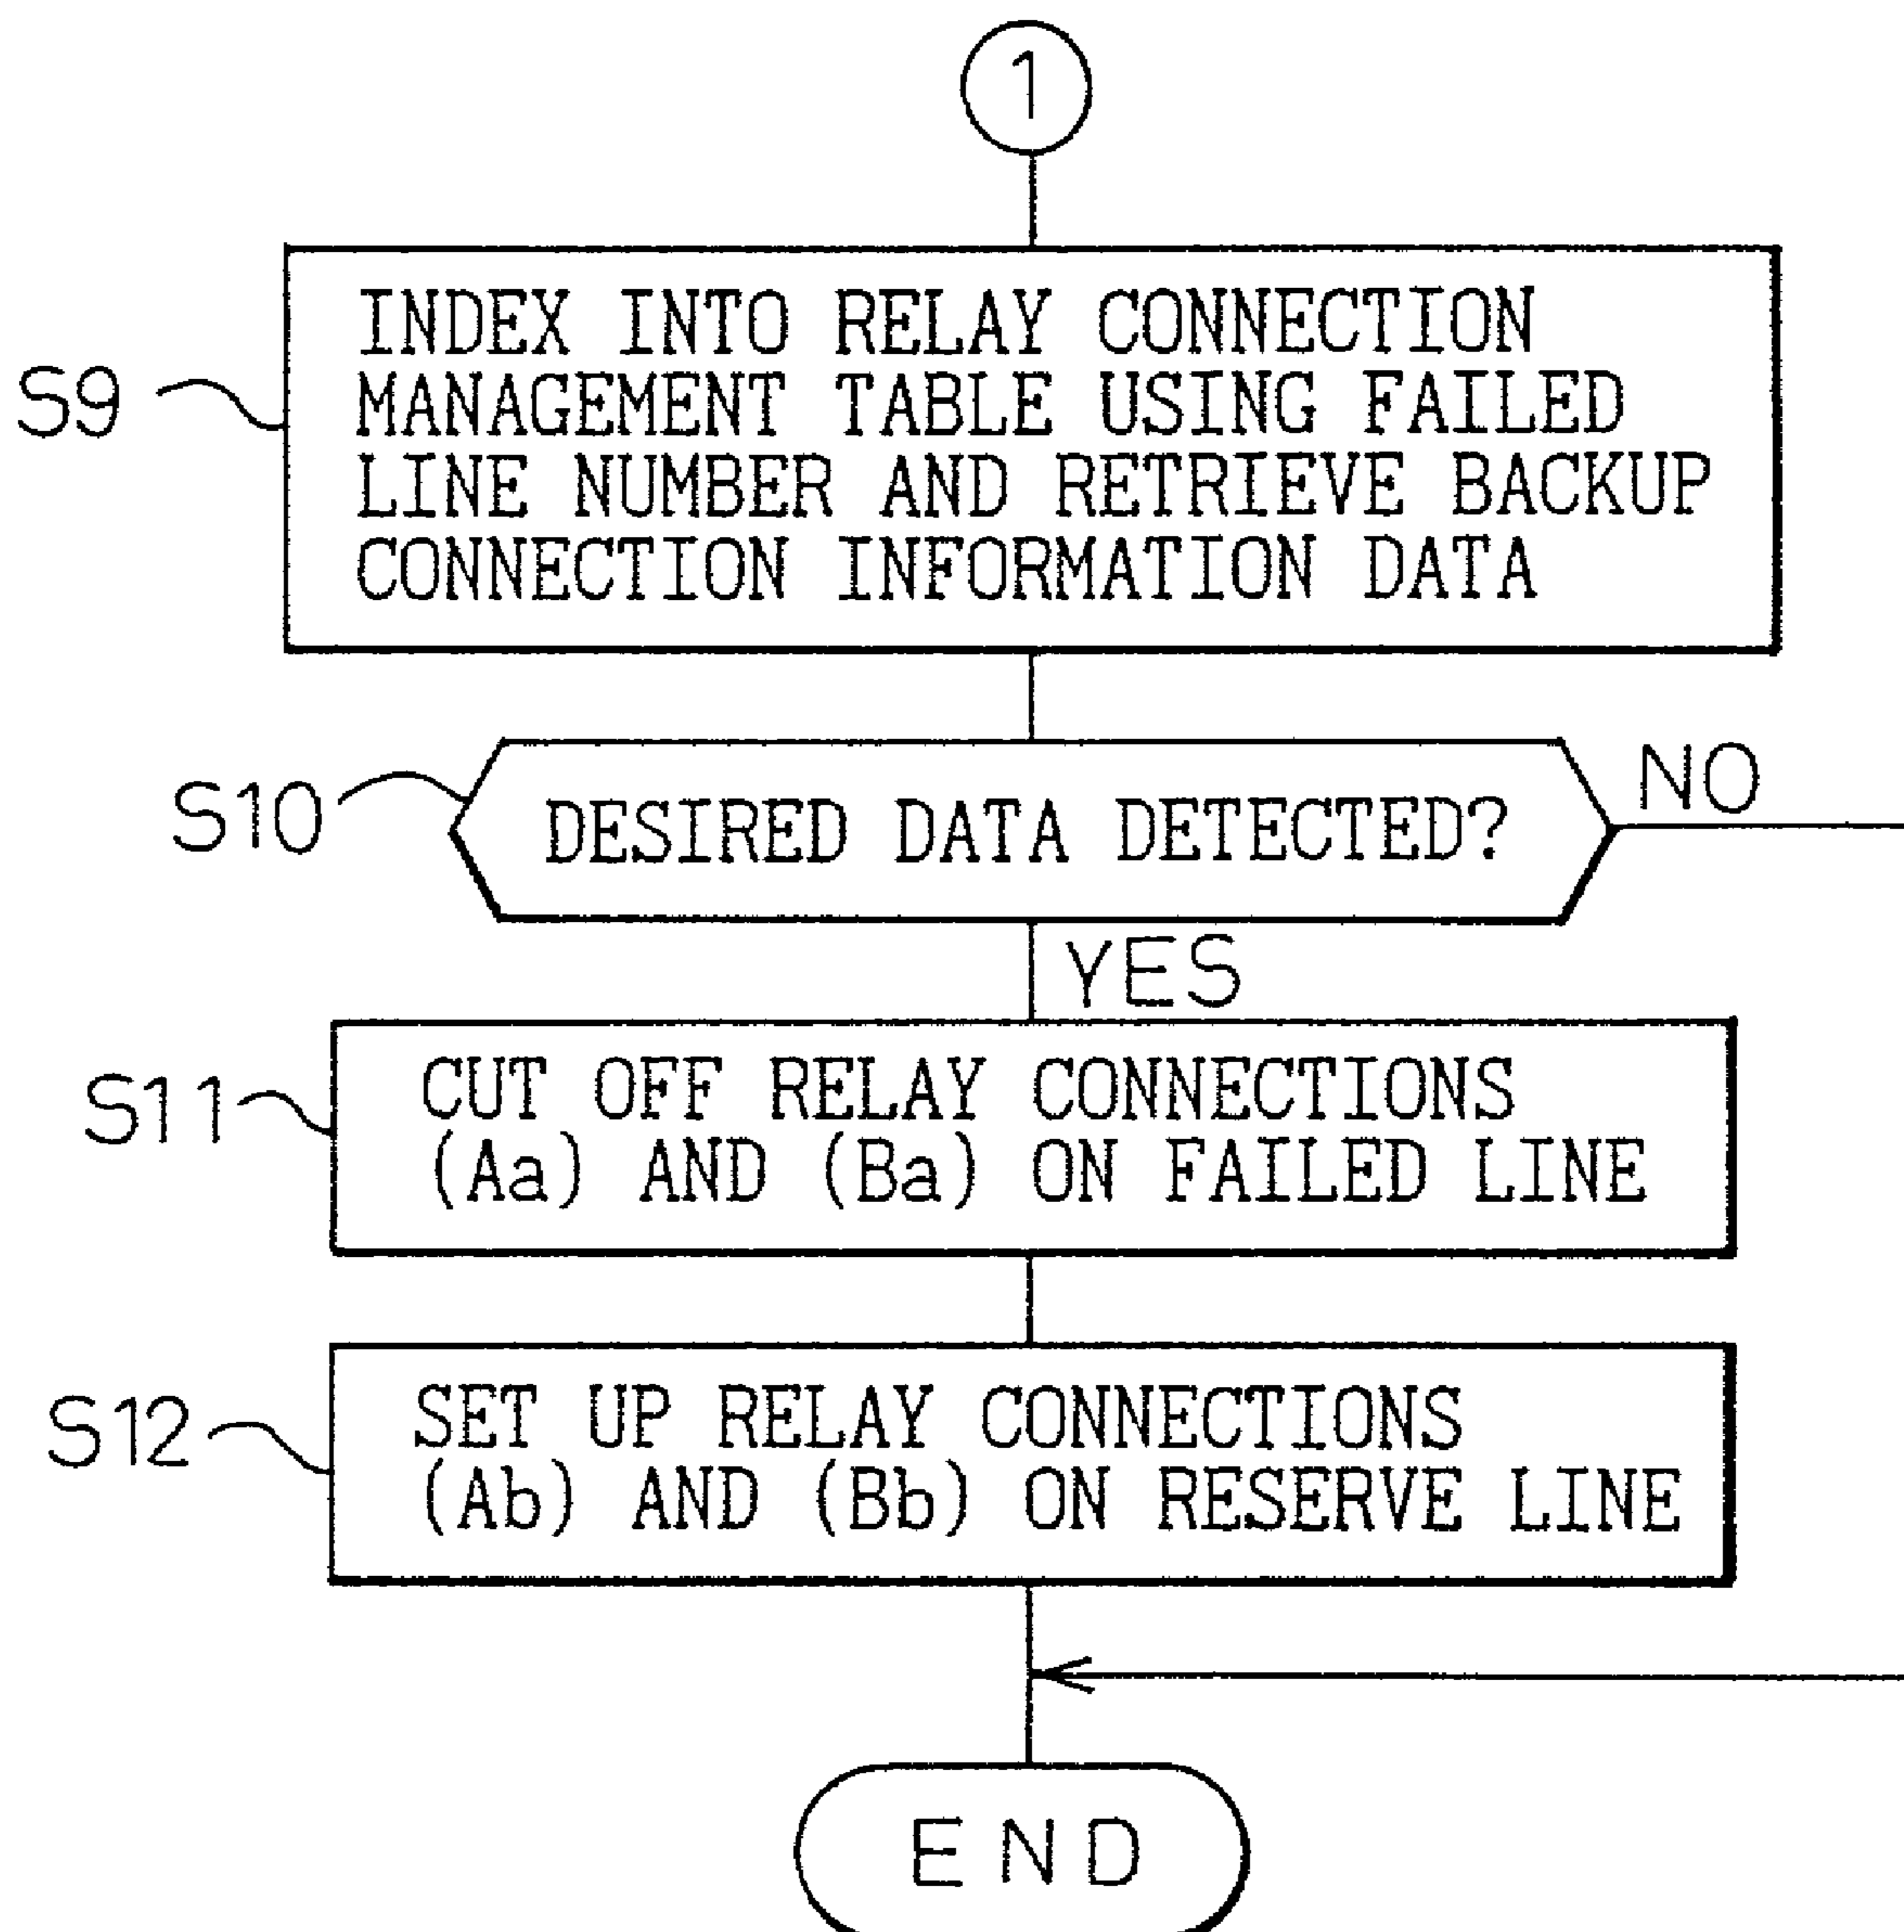 1
S9
INDEX INTO RELAY CONNECTION
MANAGEMENT TABLE USING FAILED
LINE NUMBER AND RETRIEVE BACKUP
CONNECTION INFORMATION DATA
S10
DESIRED DATA DETECTED?
NO
YES
S11
CUT OFF RELAY CONNECTIONS
(Aa) AND (Ba) ON FAILED LINE
S12
SET UP RELAY CONNECTIONS
(Ab) AND (Bb) ON RESERVE LINE
END